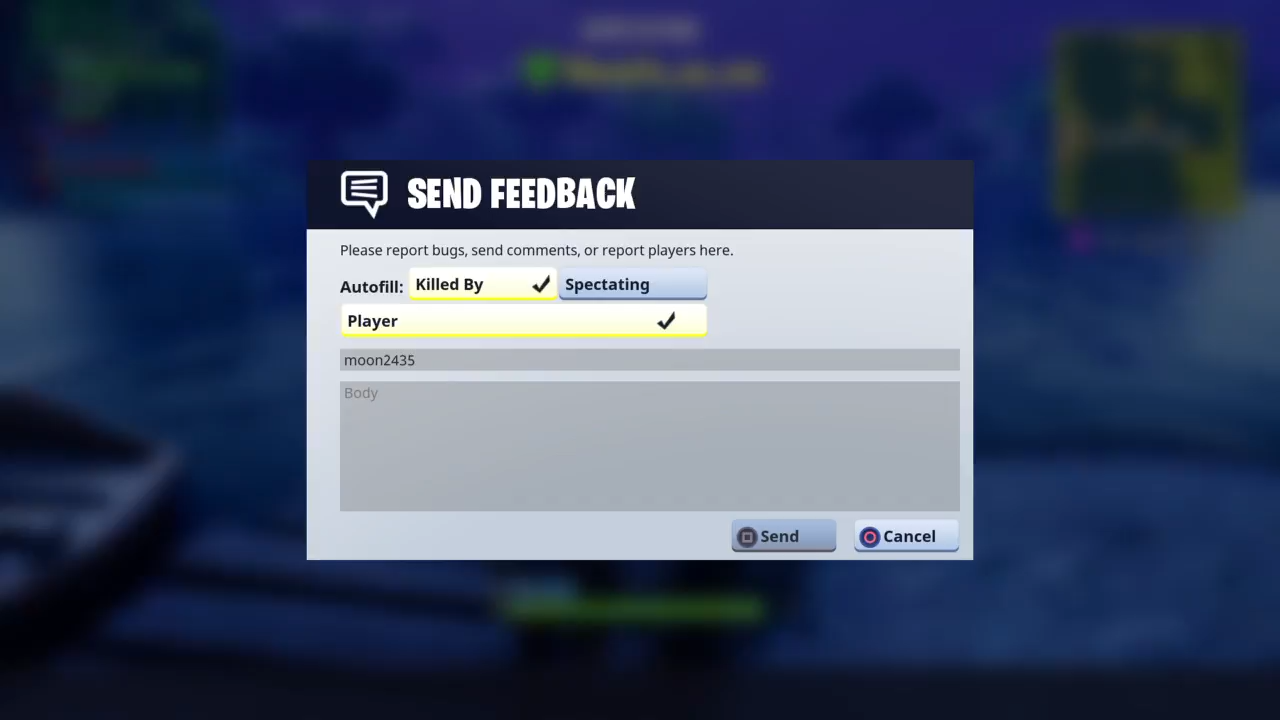 SEND FEEDBACK
Please report bugs, send comments, or report players here.
Autofill: Killed By Spectating
Player
moon2435
Body
Send Cancel